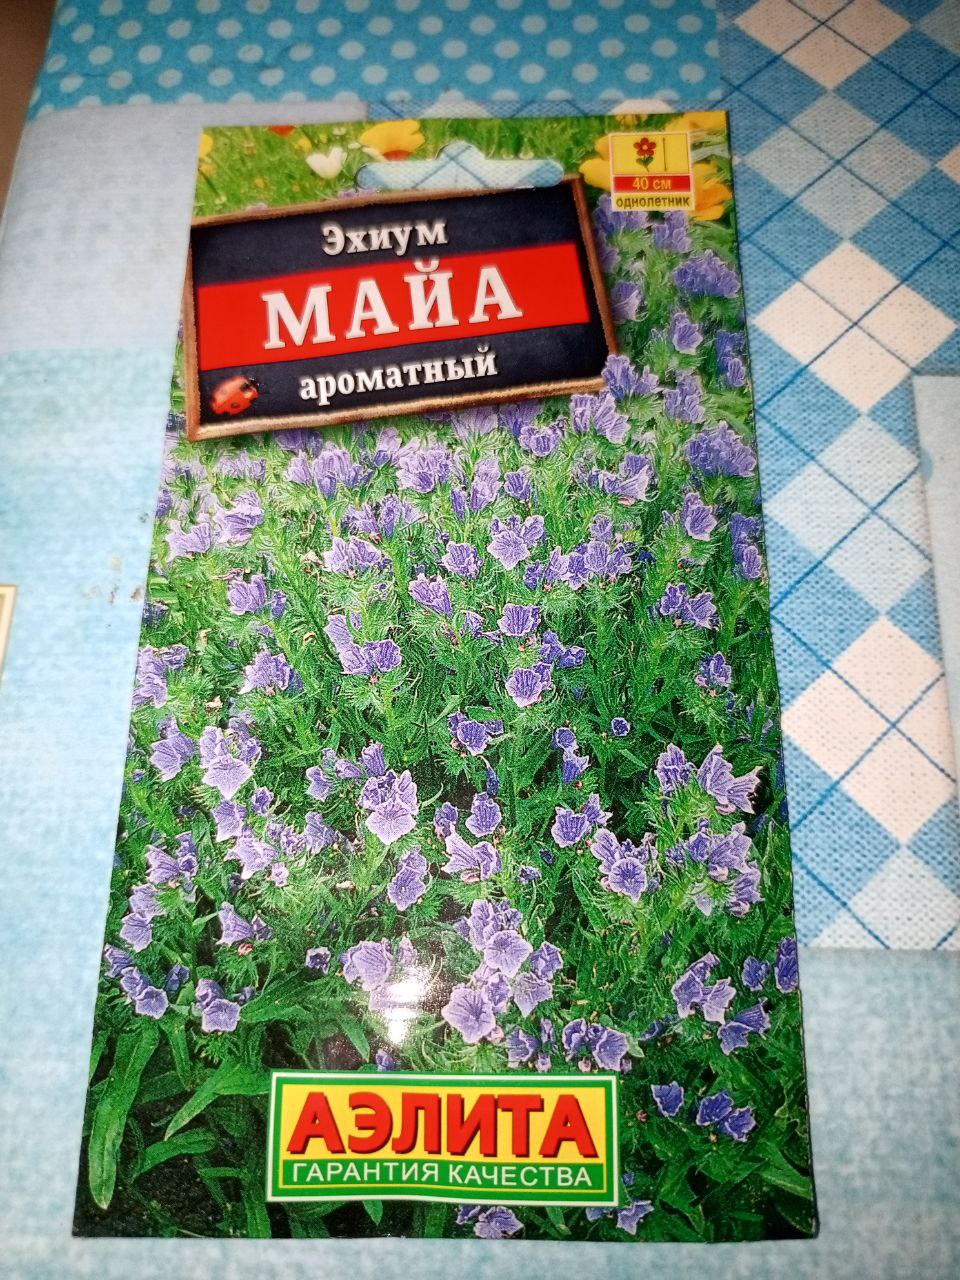 40 см
однолетник
Эхиум
МАЙА
ароматный
АЭЛИТА
ГАРАНТИЯ КАЧЕСТВА